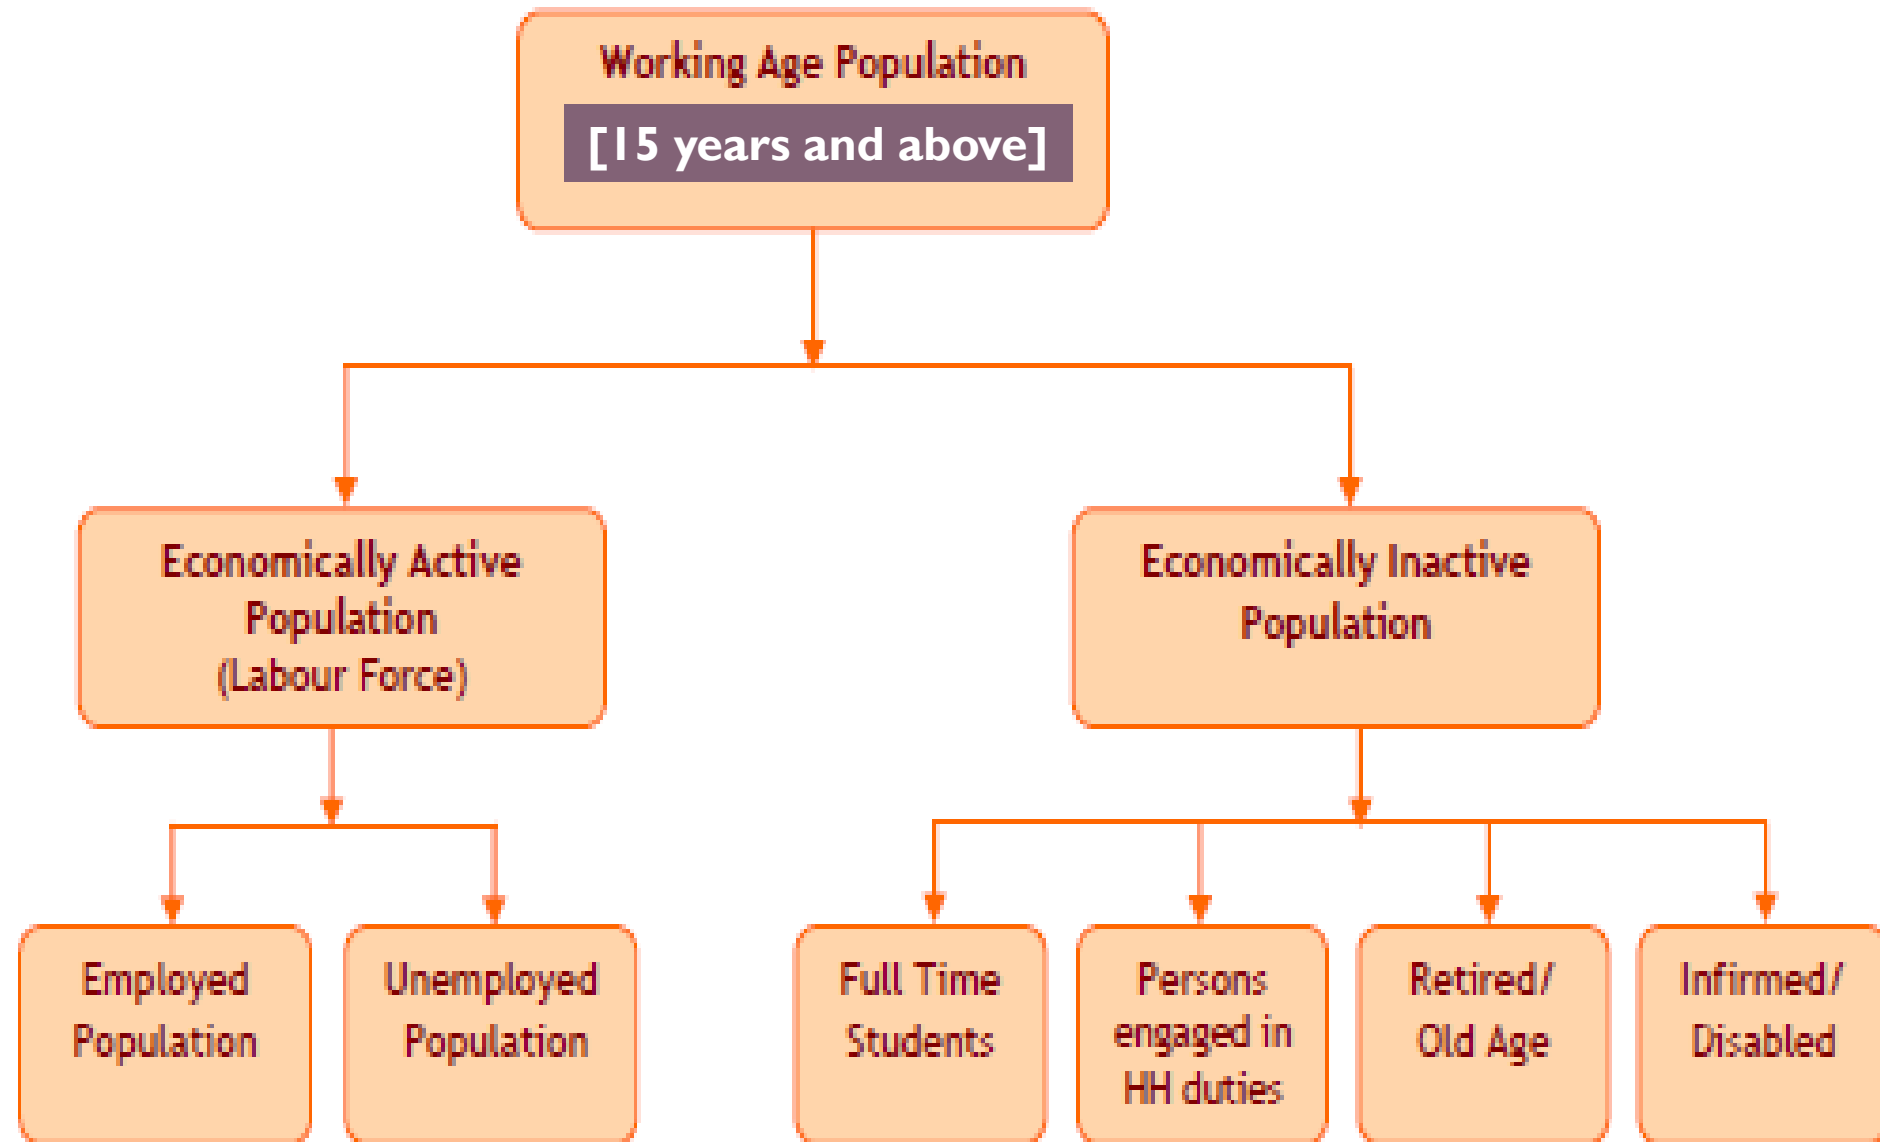 Working Age Population
[15 years and above]
Economically Active
Population
(Labour Force)
Economically Inactive
Population
Employed
Population
Unemployed
Population
Full Time
Students
Persons
engaged in
HH duties
Retired/
Old Age
Infirmed/
Disabled